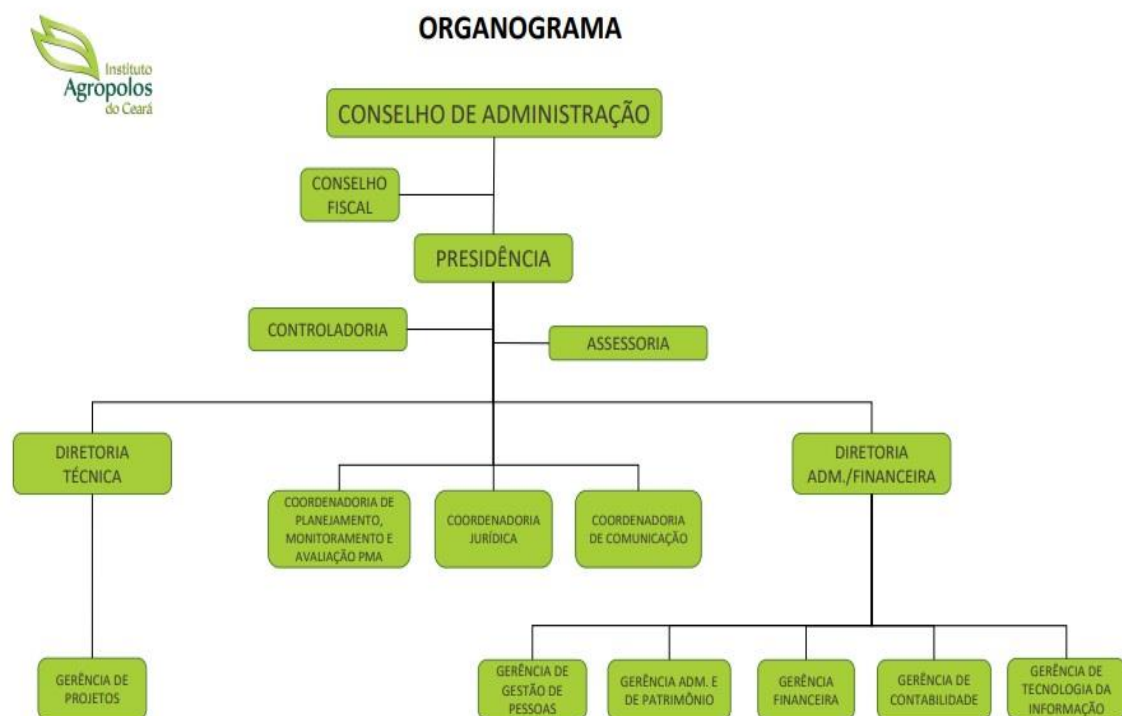 ORGANOGRAMA
Instituto
Agropolos
do Ceará
CONSELHO DE ADMINISTRAÇÃO
CONSELHO
FISCAL
PRESIDÊNCIA
CONTROLADORIA
ASSESSORIA
DIRETORIA
TÉCNICA
DIRETORIA
ADM./FINANCEIRA
COORDENADORIA DE
PLANEJAMENTO,
MONITORAMENTO E
AVALIAÇÃO PMA
COORDENADORIA
JURÍDICA
COORDENADORIA
DE COMUNICAÇÃO
GERÊNCIA DE
PROJETOS
GERÊNCIA DE
GESTÃO DE
PESSOAS
GERÊNCIA ADM. E
DE PATRIMÔNIO
GERÊNCIA
FINANCEIRA
GERÊNCIA DE
CONTABILIDADE
GERÊNCIA DE
TECNOLOGIA DA
INFORMAÇÃO